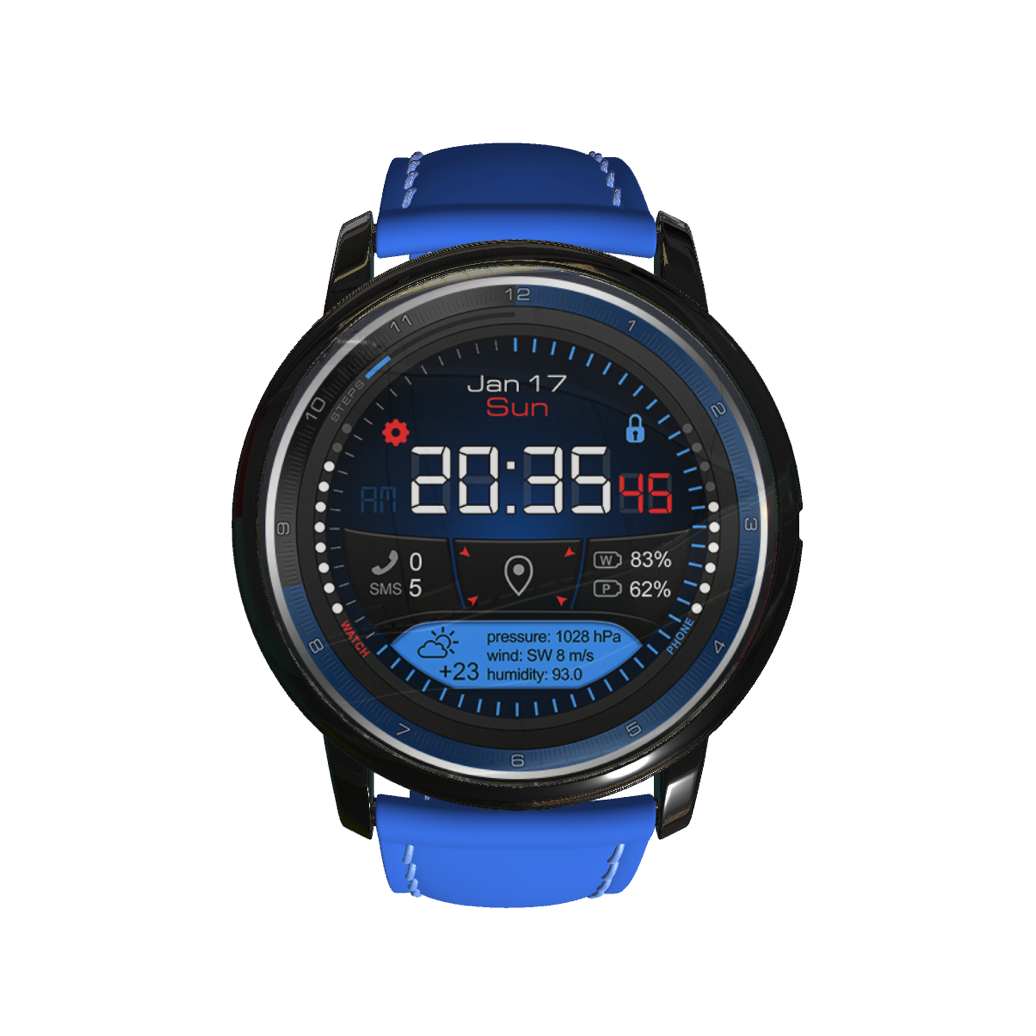 12
11
1
10
2
STEPS
Jan 17
Sun
AM 20:35 45
9
3
0
W 83%
SMS 5
P 62%
WATCH
PHONE
8
4
pressure: 1028 hPa
wind: SW 8 m/s
+23 humidity: 93.0
7
5
6